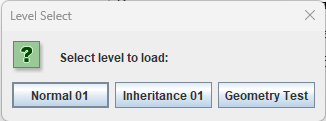 Level Select
?
Select level to load:
Normal 01 Inheritance 01 Geometry Test